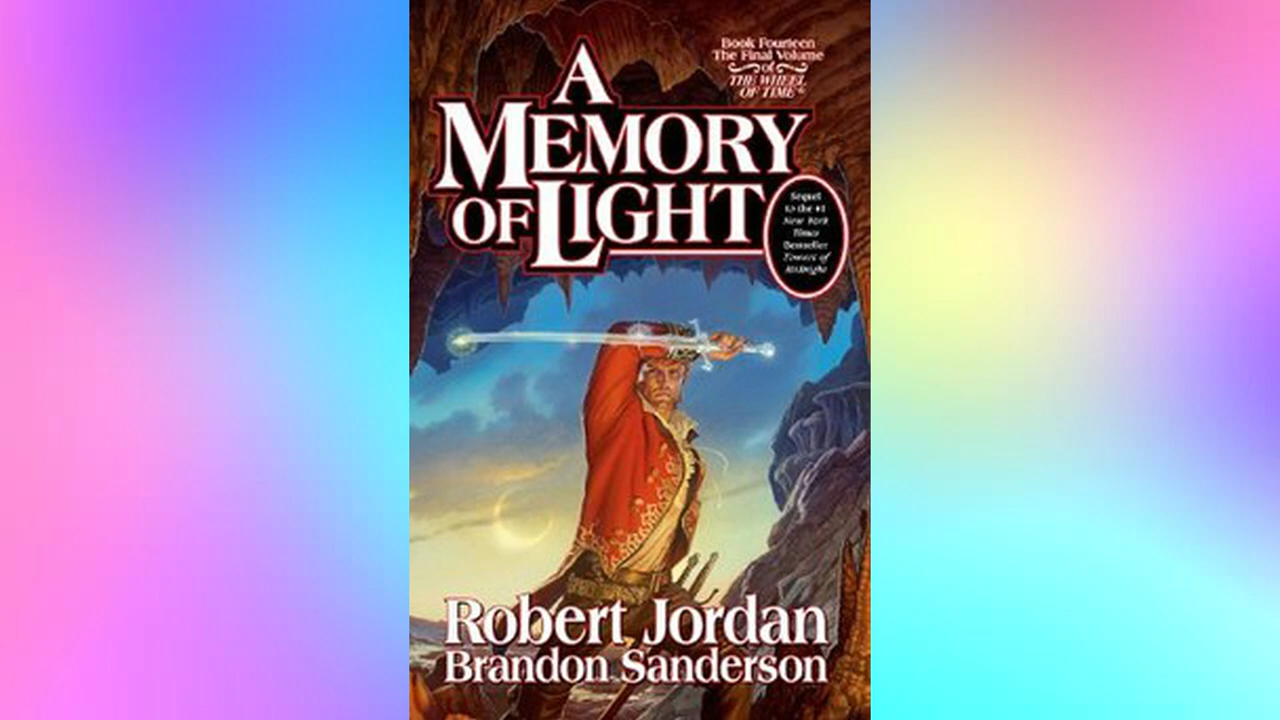 Book Fourteen
The Final Volume
of
THE WHEEL
OF TIME®
A
MEMORY
OF LIGHT
Sequel
to the #1
New York
Times
Bestseller
Towers of
Midnight
Robert Jordan
Brandon Sanderson